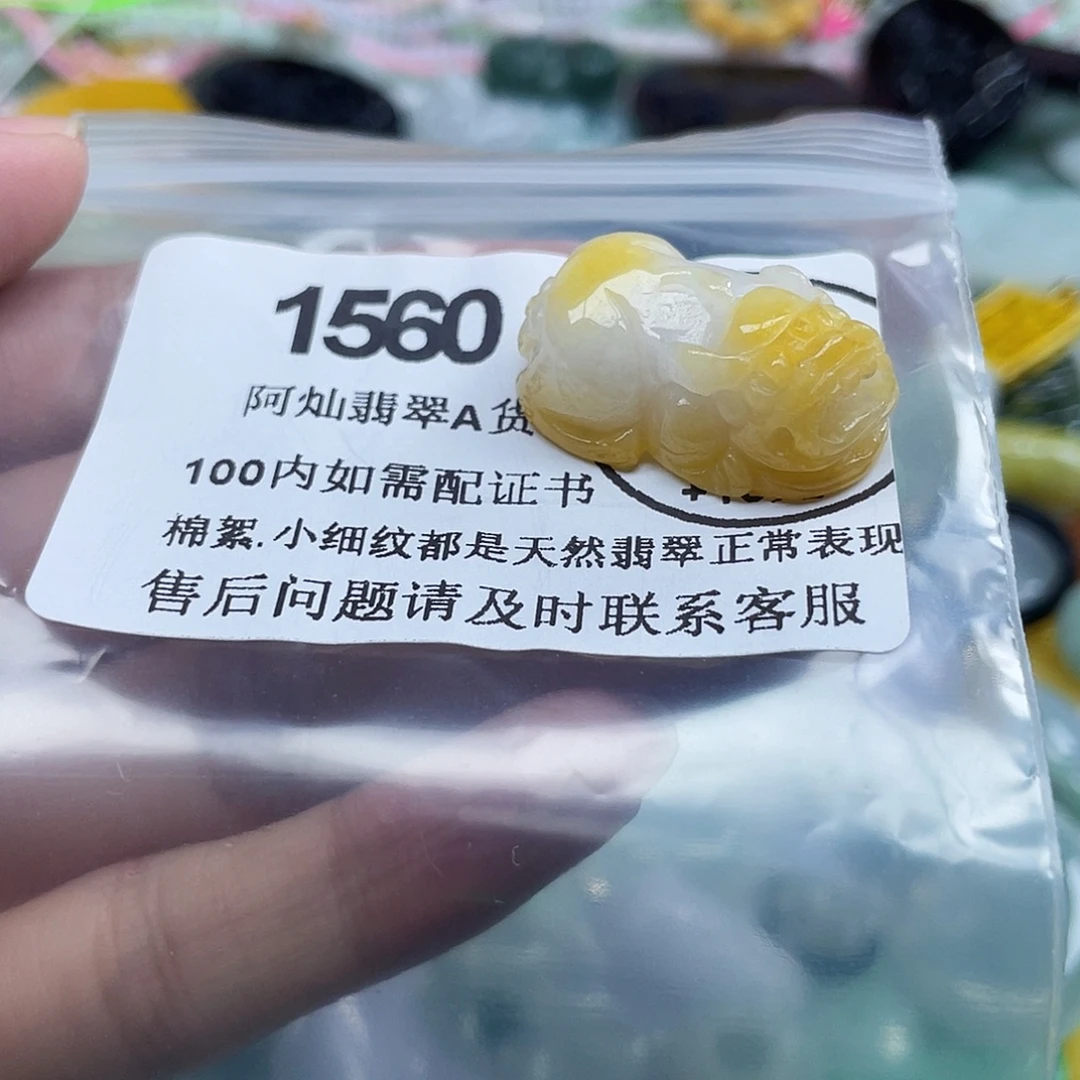 1560
阿灿翡翠A货
100内如需配证书
棉絮.小细纹都是天然翡翠正常表现
售后问题请及时联系客服